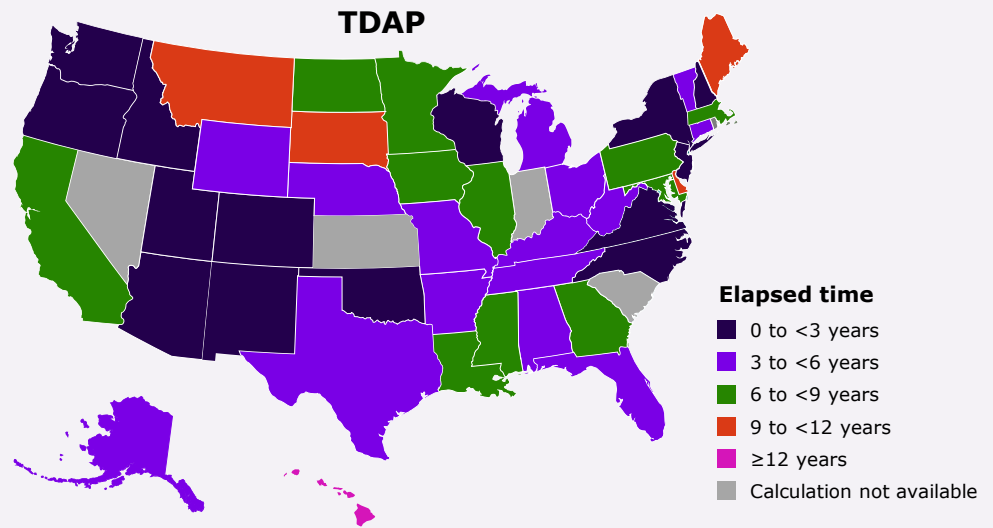 TDAP
Elapsed time
0 to <3 years
3 to <6 years
6 to <9 years
9 to <12 years
≥12 years
Calculation not available